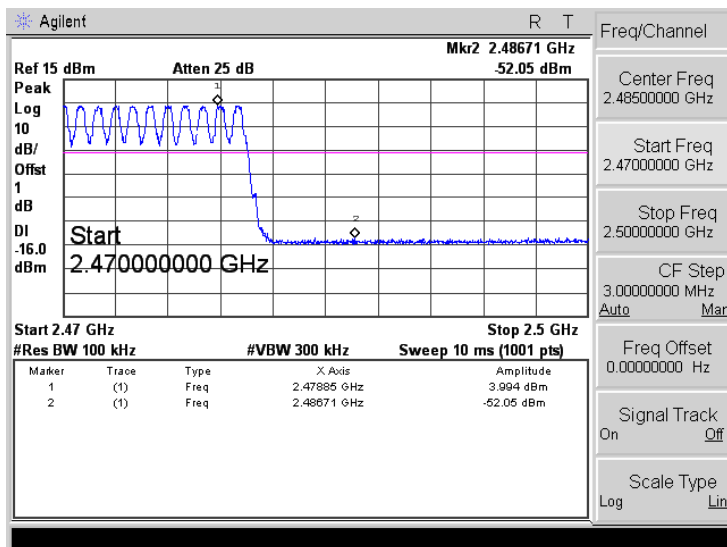 Agilent R T
Mkr2 2.48671 GHz
Ref 15 dBm Atten 25 dB -52.05 dBm
Peak
Log
10
dB/
Offst
1
dB
DI
-16.0
dBm
1
2
Start
2.470000000 GHz
Start 2.47 GHz Stop 2.5 GHz
#Res BW 100 kHz #VBW 300 kHz Sweep 10 ms (1001 pts)
Marker Trace Type X Axis Amplitude
1 (1) Freq 2.47885 GHz 3.994 dBm
2 (1) Freq 2.48671 GHz -52.05 dBm
Freq/Channel
Center Freq
2.48500000 GHz
Start Freq
2.47000000 GHz
Stop Freq
2.50000000 GHz
CF Step
3.00000000 MHz
Auto Man
Freq Offset
0.00000000 Hz
Signal Track
On Off
Scale Type
Log Lin